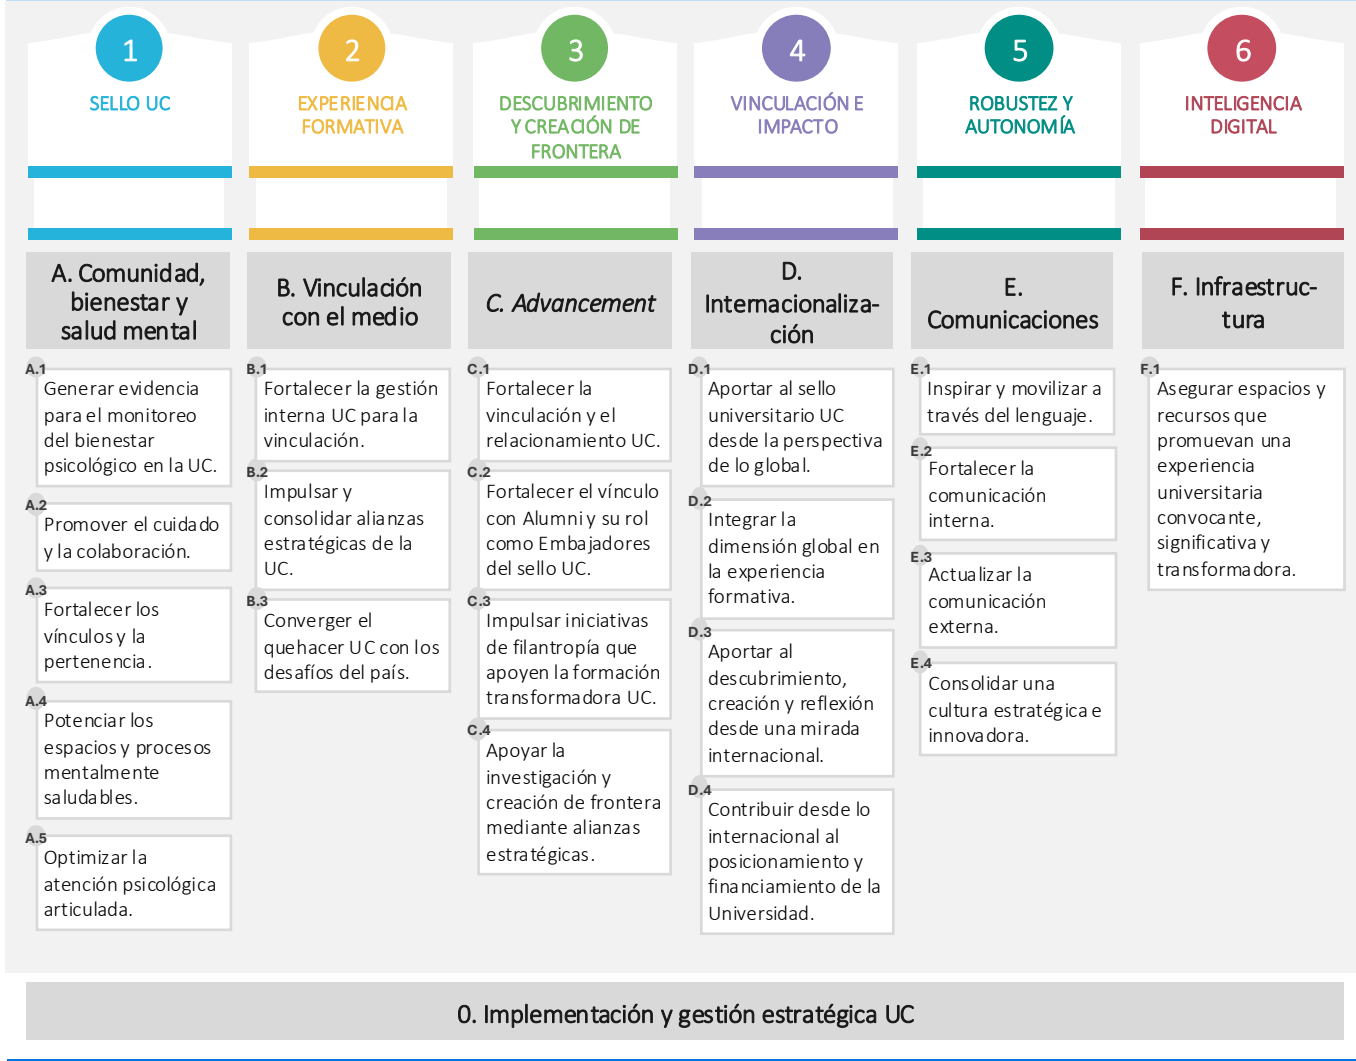 1
SELLO UC
2
EXPERIENCIA
FORMATIVA
3
DESCUBRIMIENTO
Y CREACIÓN DE
FRONTERA
4
VINCULACIÓN E
IMPACTO
5
ROBUSTEZ Y
AUTONOMÍA
6
INTELIGENCIA
DIGITAL
A. Comunidad,
bienestar y
salud mental
A.1
Generar evidencia
para el monitoreo
del bienestar
psicológico en la UC.
A.2
Promover el cuidado
y la colaboración.
A.3
Fortalecer los
vínculos y la
pertenencia.
A.4
Potenciar los
espacios y procesos
mentalmente
saludables.
A.5
Optimizar la
atención psicológica
articulada.
B. Vinculación
con el medio
B.1
Fortalecer la gestión
interna UC para la
vinculación.
B.2
Impulsar y
consolidar alianzas
estratégicas de la
UC.
B.3
Converger el
quehacer UC con los
desafíos del país.
C. Advancement
C.1
Fortalecer la
vinculación y el
relacionamiento UC.
C.2
Fortalecer el vínculo
con Alumni y su rol
como Embajadores
del sello UC.
C.3
Impulsar iniciativas
de filantropía que
apoyen la formación
transformadora UC.
C.4
Apoyar la
investigación y
creación de frontera
mediante alianzas
estratégicas.
D.
Internacionaliza-
ción
D.1
Aportar al sello
universitario UC
desde la perspectiva
de lo global.
D.2
Integrar la
dimensión global en
la experiencia
formativa.
D.3
Aportar al
descubrimiento,
creación y reflexión
desde una mirada
internacional.
D.4
Contribuir desde lo
internacional al
posicionamiento y
financiamiento de la
Universidad.
E.
Comunicaciones
E.1
Inspirar y movilizar a
través del lenguaje.
E.2
Fortalecer la
comunicación
interna.
E.3
Actualizar la
comunicación
externa.
E.4
Consolidar una
cultura estratégica e
innovadora.
F. Infraestruc-
tura
F.1
Asegurar espacios y
recursos que
promuevan una
experiencia
universitaria
convocante,
significativa y
transformadora.
0. Implementación y gestión estratégica UC